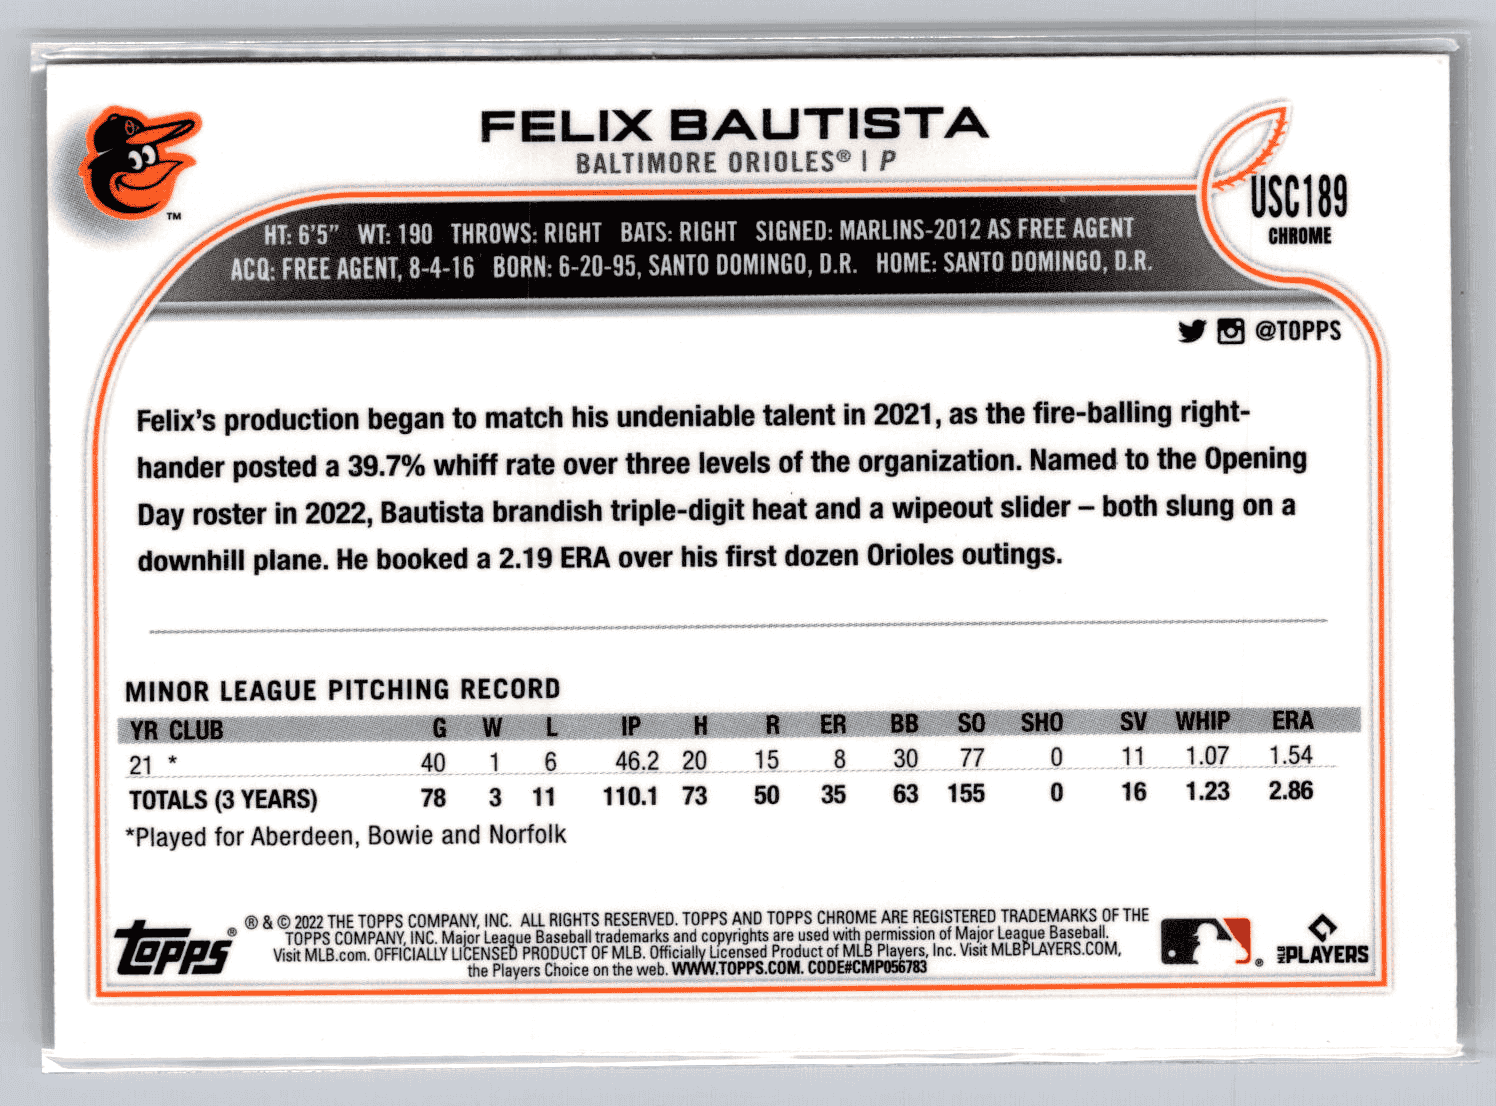 FELIX BAUTISTA
BALTIMORE ORIOLES® | P
USC189
CHROME
TM
HT: 6'5" WT: 190 THROWS: RIGHT BATS: RIGHT SIGNED: MARLINS-2012 AS FREE AGENT
ACQ: FREE AGENT, 8-4-16 BORN: 6-20-95, SANTO DOMINGO, D.R. HOME: SANTO DOMINGO, D.R.
@TOPPS
Felix's production began to match his undeniable talent in 2021, as the fire-balling right-
hander posted a 39.7% whiff rate over three levels of the organization. Named to the Opening
Day roster in 2022, Bautista brandish triple-digit heat and a wipeout slider – both slung on a
downhill plane. He booked a 2.19 ERA over his first dozen Orioles outings.
MINOR LEAGUE PITCHING RECORD
YR CLUB G W L IP H R ER BB SO SHO SV WHIP ERA
21 * 40 1 6 46.2 20 15 8 30 77 0 11 1.07 1.54
TOTALS (3 YEARS) 78 3 11 110.1 73 50 35 63 155 0 16 1.23 2.86
*Played for Aberdeen, Bowie and Norfolk
topps®
® & © 2022 THE TOPPS COMPANY, INC. ALL RIGHTS RESERVED. TOPPS AND TOPPS CHROME ARE REGISTERED TRADEMARKS OF THE
TOPPS COMPANY, INC. Major League Baseball trademarks and copyrights are used with permission of Major League Baseball.
Visit MLB.com. OFFICIALLY LICENSED PRODUCT OF MLB. Officially Licensed Product of MLB Players, Inc. Visit MLBPLAYERS.COM,
the Players Choice on the web. WWW.TOPPS.COM. CODE#CMP056783
®
MLB PLAYERS